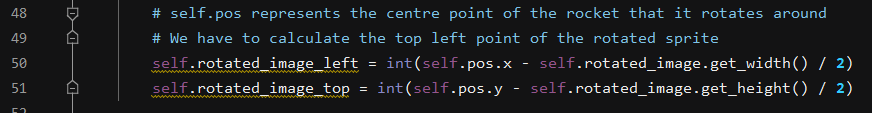 48 # self.pos represents the centre point of the rocket that it rotates around
49 # We have to calculate the top left point of the rotated sprite
50 self.rotated_image_left = int(self.pos.x - self.rotated_image.get_width() / 2)
51 self.rotated_image_top = int(self.pos.y - self.rotated_image.get_height() / 2)
52